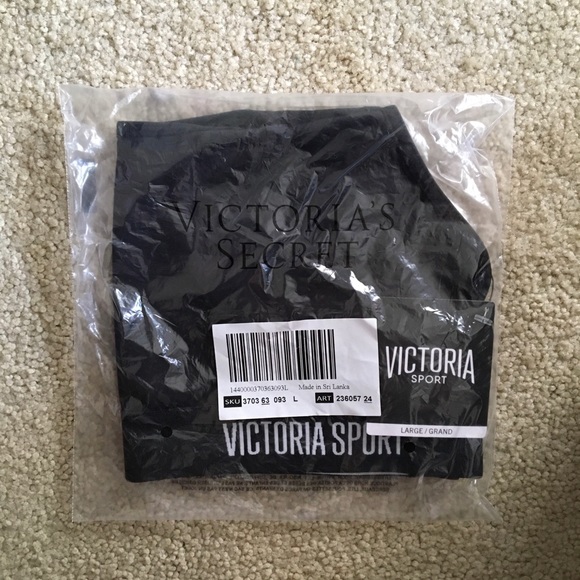 VICTORIA'S
SECRET
1440000370363093L Made in Sri Lanka
SKU 3703 63 093 L ART 236057 24
VICTORIA
SPORT
LARGE / GRAND
VICTORIA SPORT